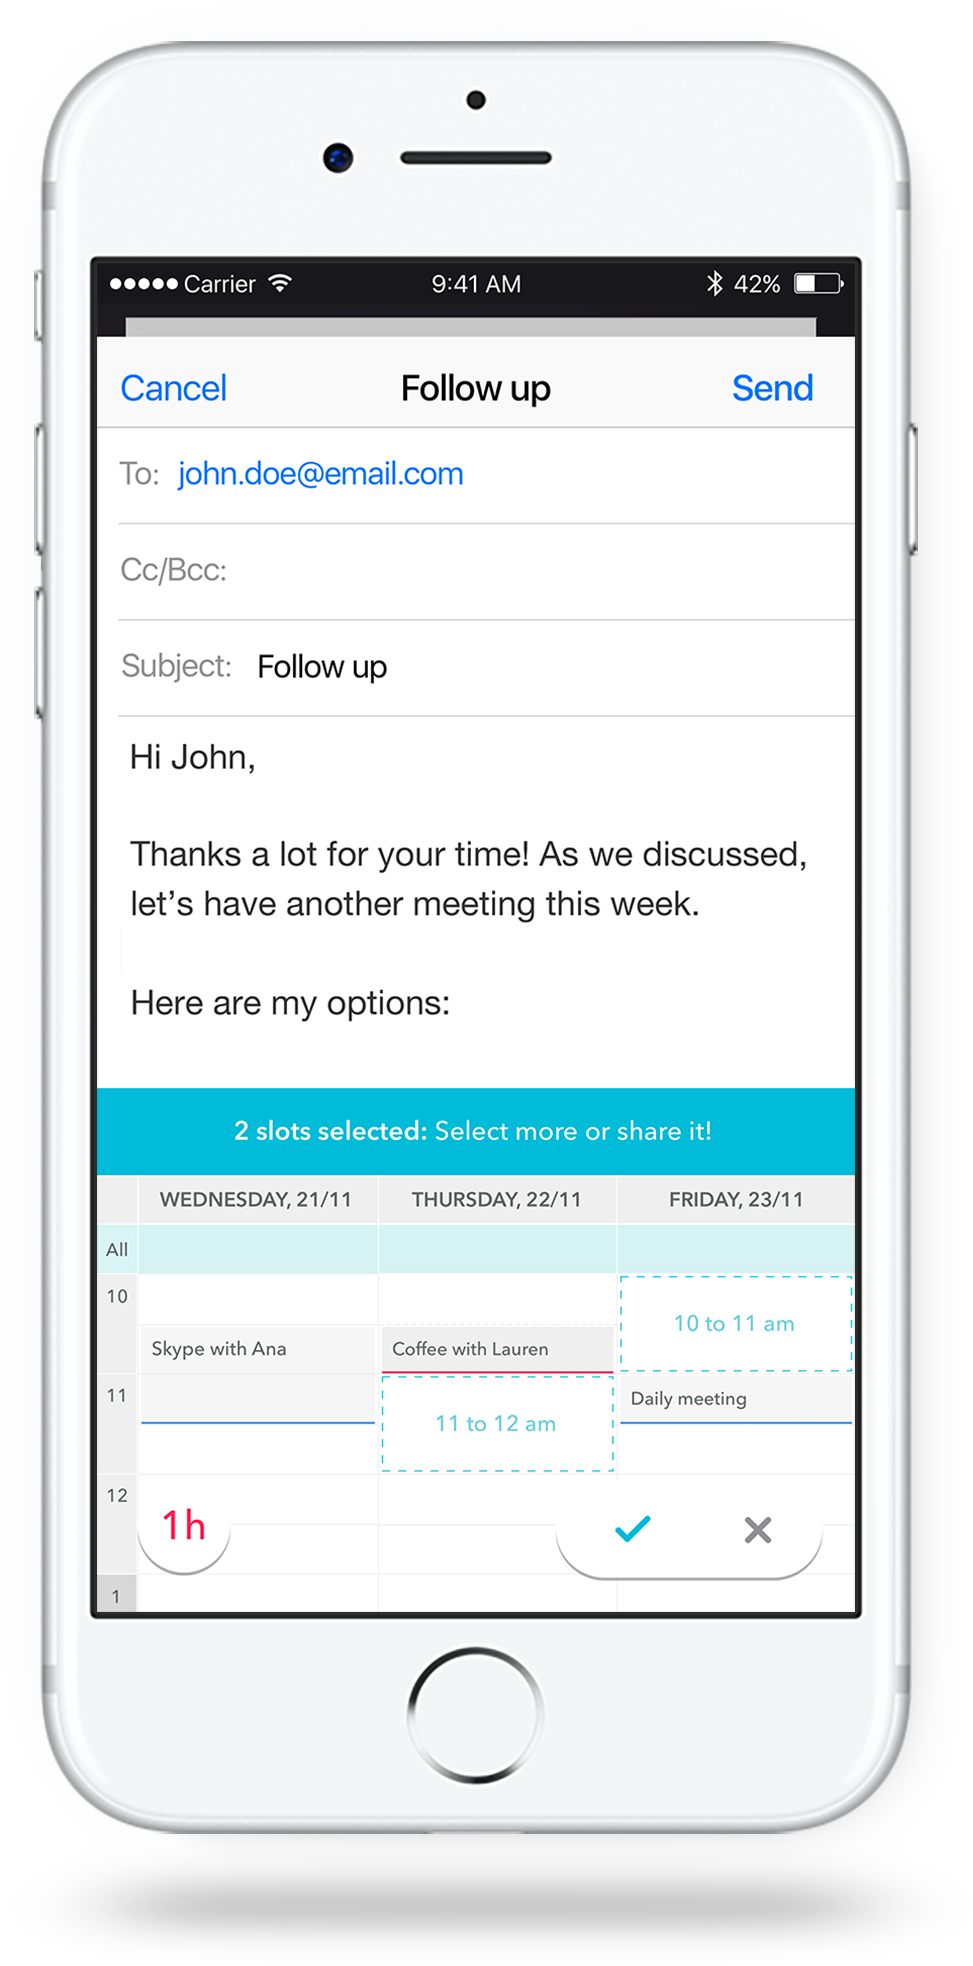 Carrier 9:41 AM 42%
Cancel Follow up Send
To: john.doe@email.com
Cc/Bcc:
Subject: Follow up
Hi John,
Thanks a lot for your time! As we discussed,
let’s have another meeting this week.
Here are my options:
2 slots selected: Select more or share it!
WEDNESDAY, 21/11 THURSDAY, 22/11 FRIDAY, 23/11
All
10
10 to 11 am
Skype with Ana Coffee with Lauren
11 Daily meeting
11 to 12 am
12
1h
1